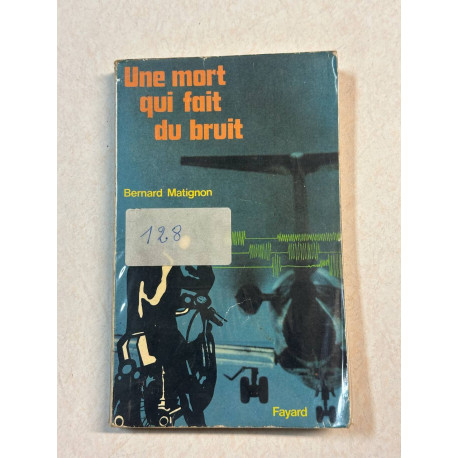 Une mort
qui fait
du bruit
Bernard Matignon
128
Fayard